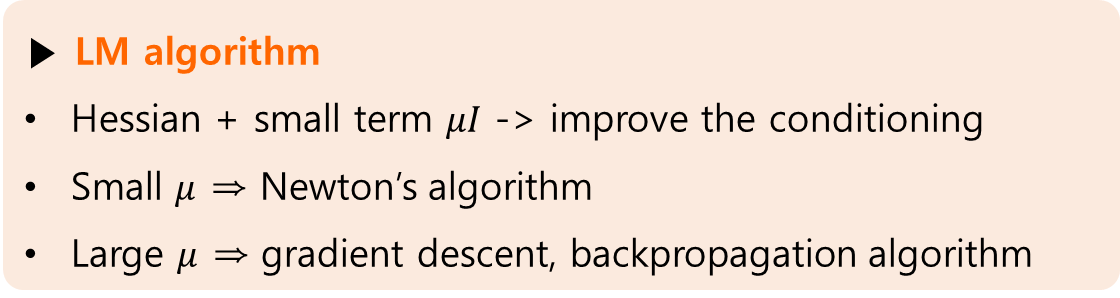 ▶ LM algorithm
• Hessian + small term 𝜇𝐼 -> improve the conditioning
• Small 𝜇 ⇒ Newton’s algorithm
• Large 𝜇 ⇒ gradient descent, backpropagation algorithm